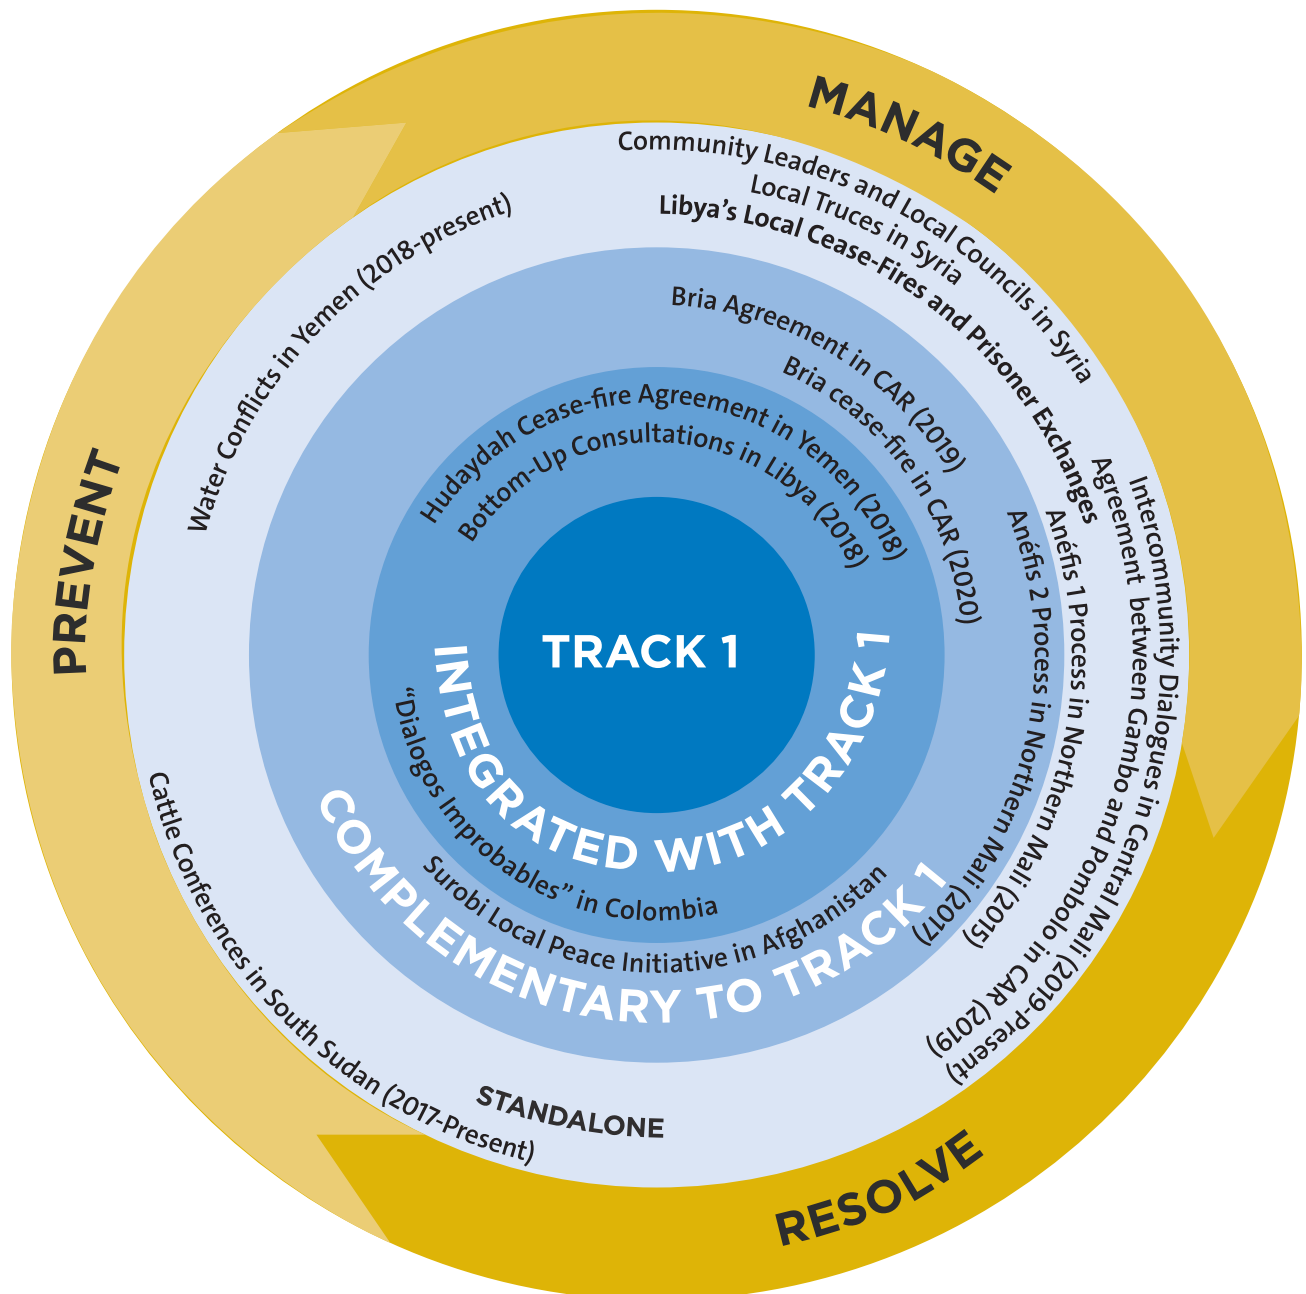 MANAGE
Community Leaders and Local Councils in Syria
Local Truces in Syria
Libya's Local Cease-Fires and Prisoner Exchanges
Water Conflicts in Yemen (2018-present)
Bria Agreement in CAR (2019)
Bria cease-fire in CAR (2020)
Hudaydah Cease-fire Agreement in Yemen (2018)
Bottom-Up Consultations in Libya (2018)
PREVENT
Intercommunity Dialogues in Central Mali (2019-Present)
Agreement between Gambo and Pombolo in CAR (2019)
Anéfis 1 Process in Northern Mali (2015)
Anéfis 2 Process in Northern Mali (2017)
TRACK 1
INTEGRATED WITH TRACK 1
"Dialogos Improbables" in Colombia
Surobi Local Peace Initiative in Afghanistan
COMPLEMENTARY TO TRACK 1
Cattle Conferences in South Sudan (2017-Present)
STANDALONE
RESOLVE